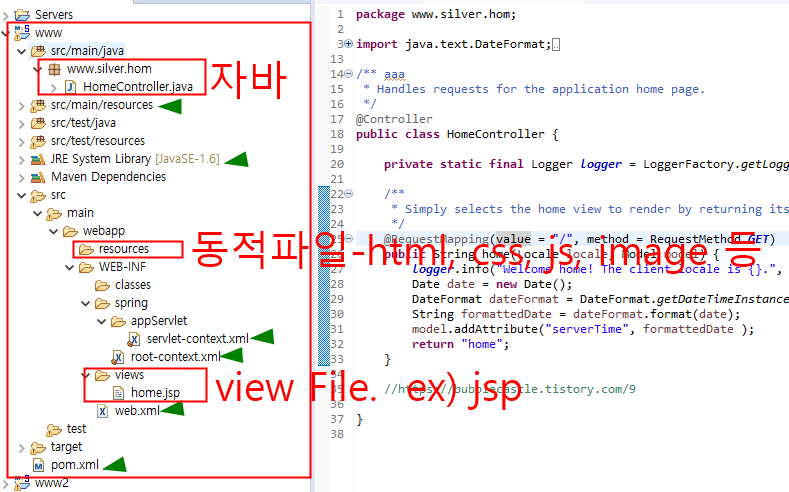 Servers
www
src/main/java
www.silver.hom
HomeController.java
자바
src/main/resources
src/test/java
src/test/resources
JRE System Library [JavaSE-1.6]
Maven Dependencies
src
main
webapp
resources
동적파일-html, css, js, image 등
WEB-INF
classes
spring
appServlet
servlet-context.xml
root-context.xml
views
home.jsp
view File. ex) jsp
web.xml
test
target
pom.xml
www2
1 package www.silver.hom;
2
3 import java.text.DateFormat;
13
14 /** aaa
15 * Handles requests for the application home page.
16 */
17 @Controller
18 public class HomeController {
19
20 private static final Logger logger = LoggerFactory.getLogg
21
22 /**
23 * Simply selects the home view to render by returning its
24 */
25 @RequestMapping(value = "/", method = RequestMethod.GET)
26 public String home(Locale locale, Model model) {
27 logger.info("Welcome home! The client locale is {}.",
28 Date date = new Date();
29 DateFormat dateFormat = DateFormat.getDateTimeInstance
30 String formattedDate = dateFormat.format(date);
31 model.addAttribute("serverTime", formattedDate );
32 return "home";
33 }
34
35 //https://bubblecastle.tistory.com/9
36
37 }
38